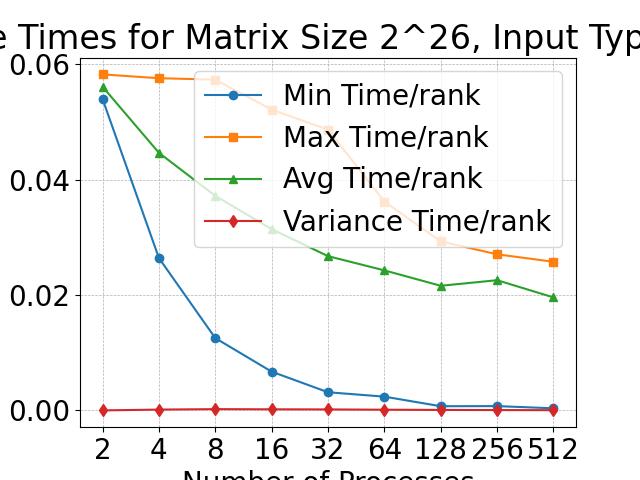 e Times for Matrix Size 2^26, Input Typ
0.06
0.04
0.02
0.00
Min Time/rank
Max Time/rank
Avg Time/rank
Variance Time/rank
2 4 8 16 32 64 128 256 512
Number of Processes